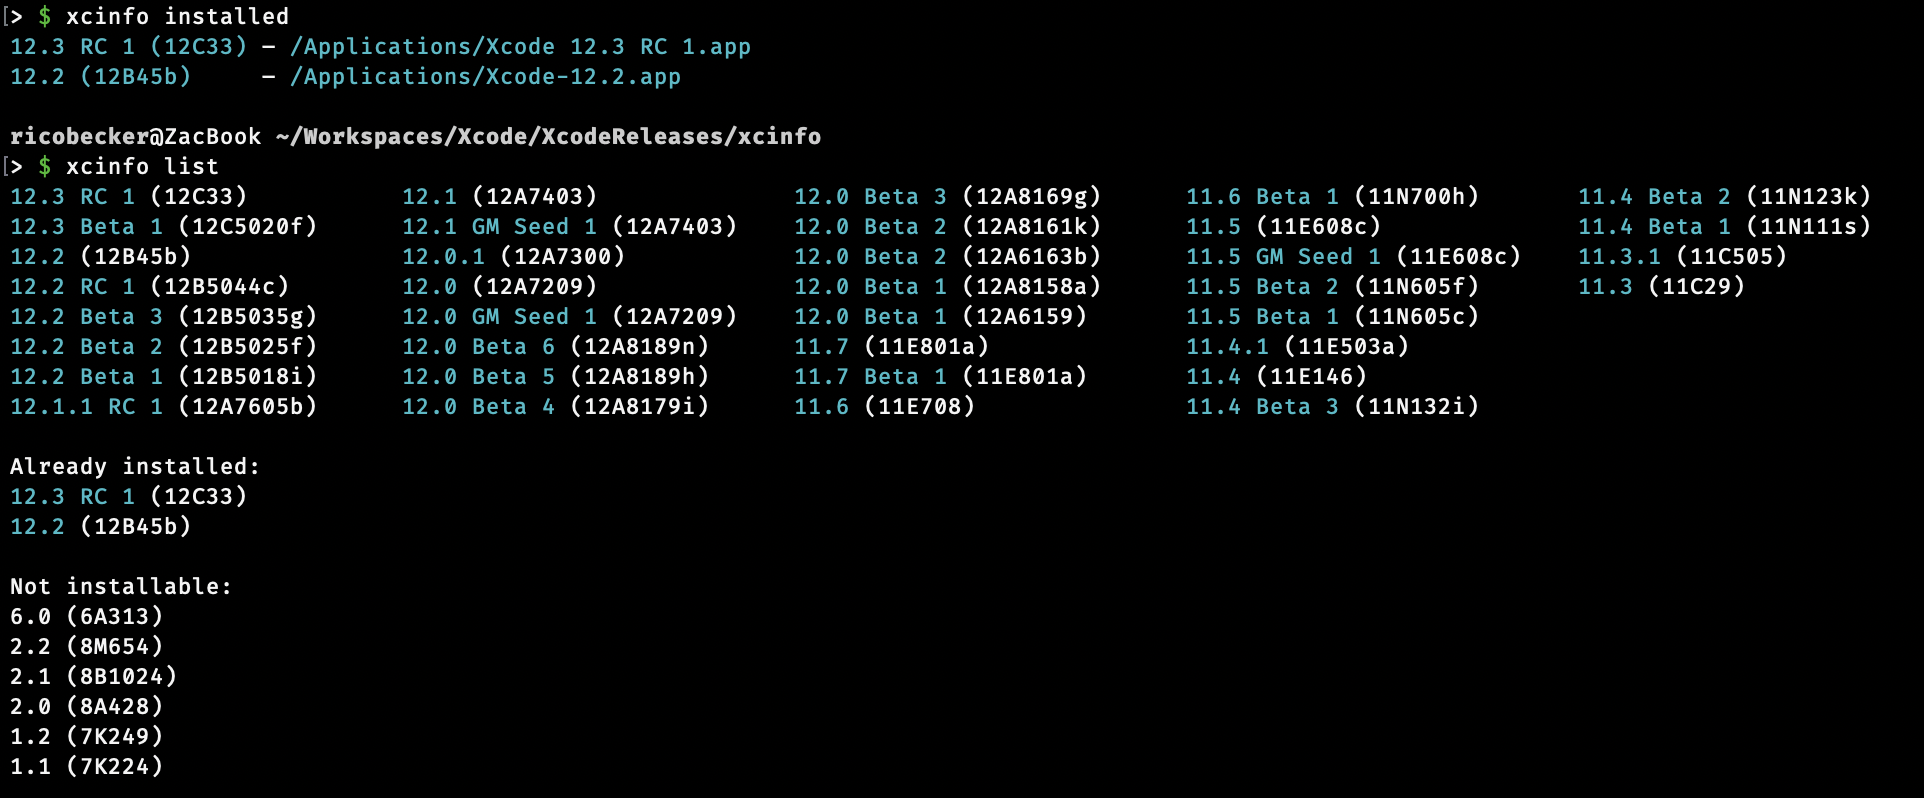 [> $ xcinfo installed
12.3 RC 1 (12C33) – /Applications/Xcode 12.3 RC 1.app
12.2 (12B45b)     – /Applications/Xcode-12.2.app
ricobecker@ZacBook ~/Workspaces/Xcode/XcodeReleases/xcinfo
[> $ xcinfo list
12.3 RC 1 (12C33)           12.1 (12A7403)              12.0 Beta 3 (12A8169g)      11.6 Beta 1 (11N700h)       11.4 Beta 2 (11N123k)
12.3 Beta 1 (12C5020f)      12.1 GM Seed 1 (12A7403)    12.0 Beta 2 (12A8161k)      11.5 (11E608c)              11.4 Beta 1 (11N111s)
12.2 (12B45b)               12.0.1 (12A7300)            12.0 Beta 2 (12A6163b)      11.5 GM Seed 1 (11E608c)    11.3.1 (11C505)
12.2 RC 1 (12B5044c)        12.0 (12A7209)              12.0 Beta 1 (12A8158a)      11.5 Beta 2 (11N605f)       11.3 (11C29)
12.2 Beta 3 (12B5035g)      12.0 GM Seed 1 (12A7209)    12.0 Beta 1 (12A6159)       11.5 Beta 1 (11N605c)
12.2 Beta 2 (12B5025f)      12.0 Beta 6 (12A8189n)      11.7 (11E801a)              11.4.1 (11E503a)
12.2 Beta 1 (12B5018i)      12.0 Beta 5 (12A8189h)      11.7 Beta 1 (11E801a)       11.4 (11E146)
12.1.1 RC 1 (12A7605b)      12.0 Beta 4 (12A8179i)      11.6 (11E708)               11.4 Beta 3 (11N132i)
Already installed:
12.3 RC 1 (12C33)
12.2 (12B45b)
Not installable:
6.0 (6A313)
2.2 (8M654)
2.1 (8B1024)
2.0 (8A428)
1.2 (7K249)
1.1 (7K224)